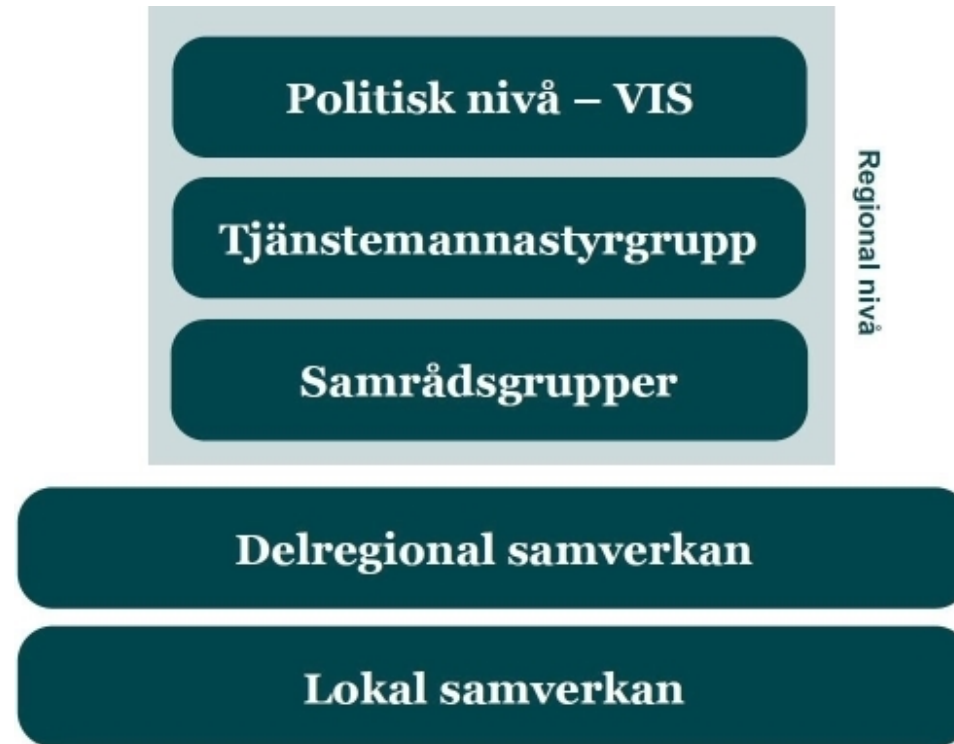 Politisk nivå – VIS
Tjänstemannastyrgrupp
Samrådsgrupper
Regional nivå
Delregional samverkan
Lokal samverkan